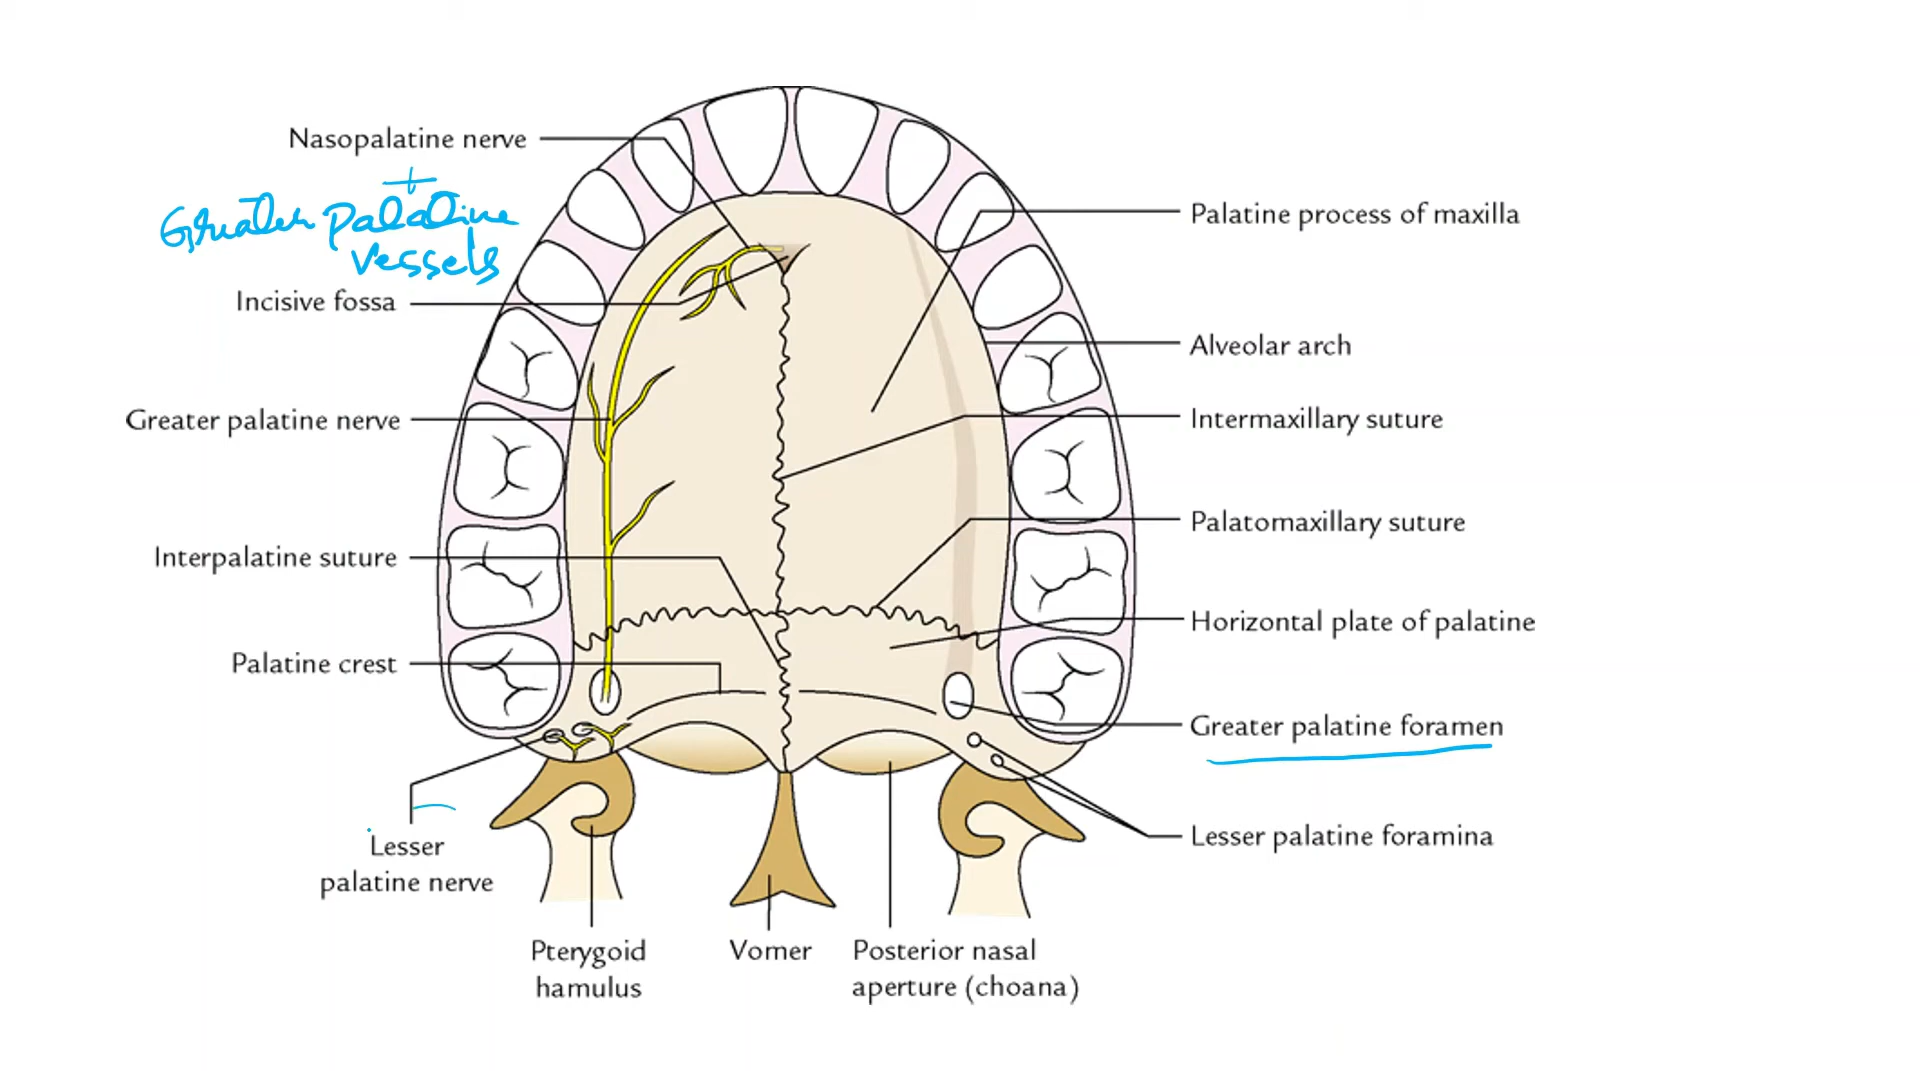 Nasopalatine nerve
+
Greater palatine
vessels
Incisive fossa
Greater palatine nerve
Interpalatine suture
Palatine crest
Lesser
palatine nerve
Pterygoid
hamulus
Vomer
Posterior nasal
aperture (choana)
Palatine process of maxilla
Alveolar arch
Intermaxillary suture
Palatomaxillary suture
Horizontal plate of palatine
Greater palatine foramen
Lesser palatine foramina